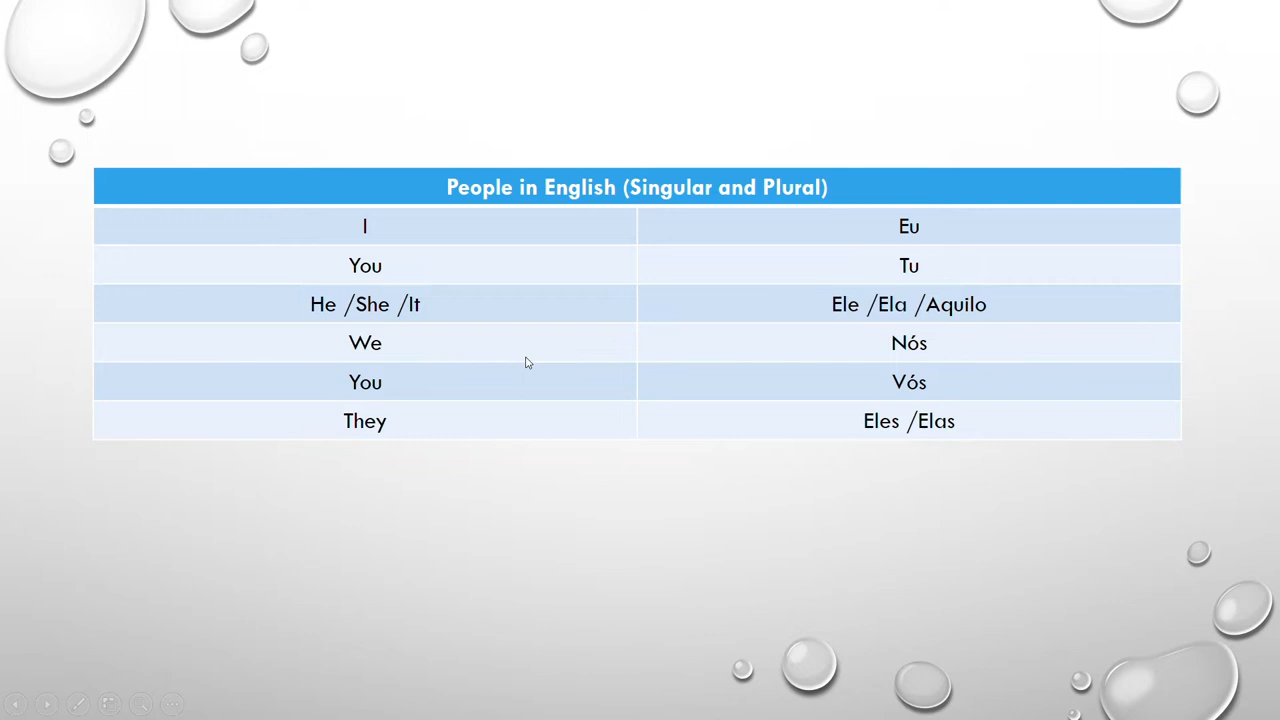 People in English (Singular and Plural)
I Eu
You Tu
He /She /It Ele /Ela /Aquilo
We Nós
You Vós
They Eles /Elas